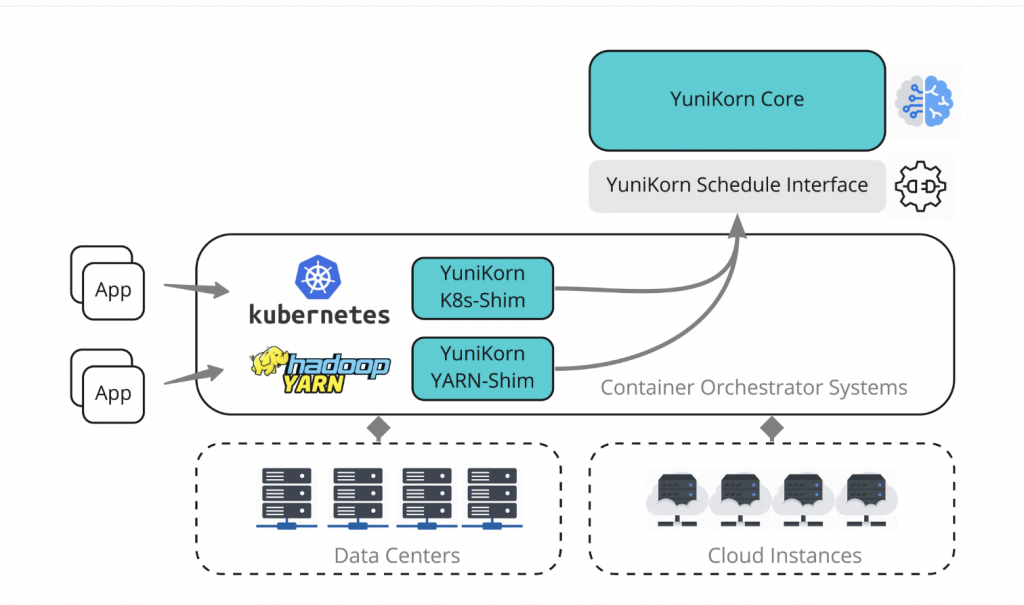 YuniKorn Core
YuniKorn Schedule Interface
App
kubernetes
YuniKorn
K8s-Shim
App
hadoop
YARN
YuniKorn
YARN-Shim
Container Orchestrator Systems
Data Centers
Cloud Instances